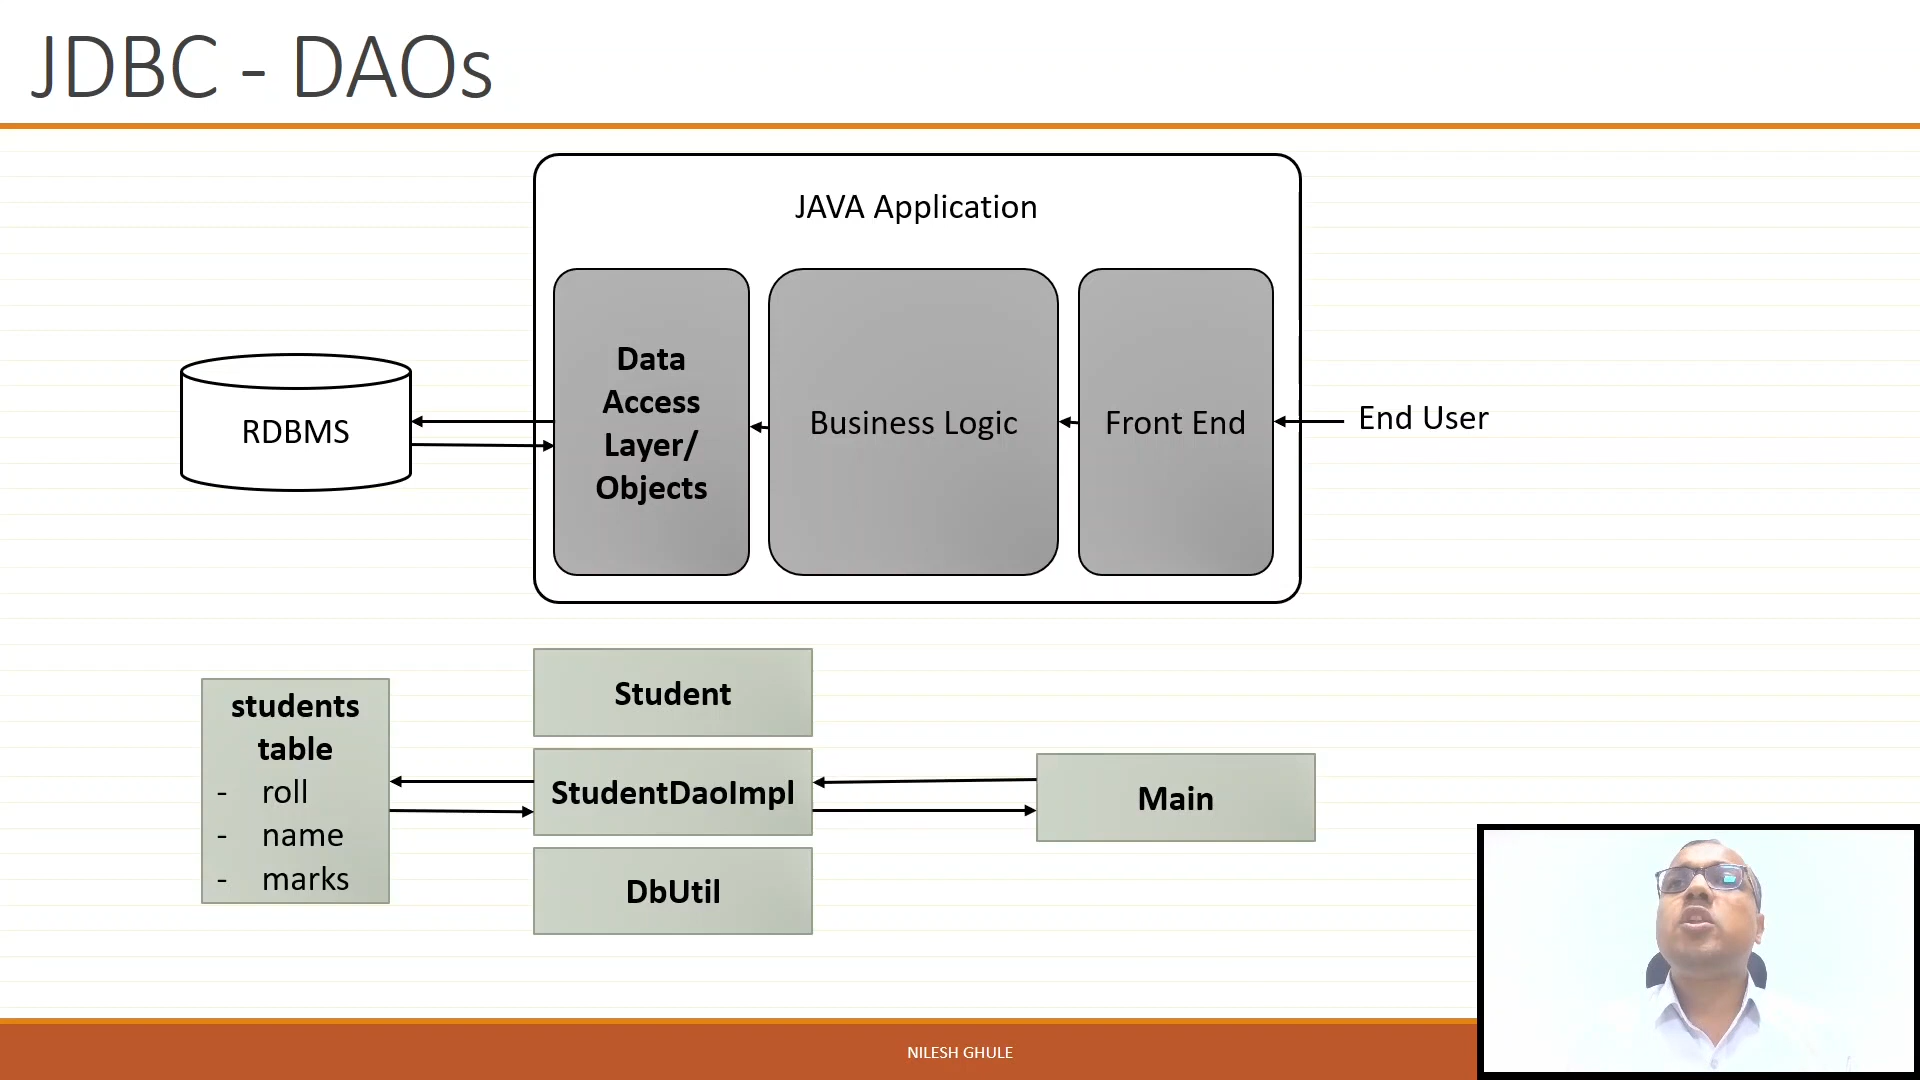 JDBC - DAOs
JAVA Application
Data
Access
Layer/
Objects
Business Logic
Front End
End User
RDBMS
students
table
- roll
- name
- marks
Student
StudentDaoImpl
DbUtil
Main
NILESH GHULE